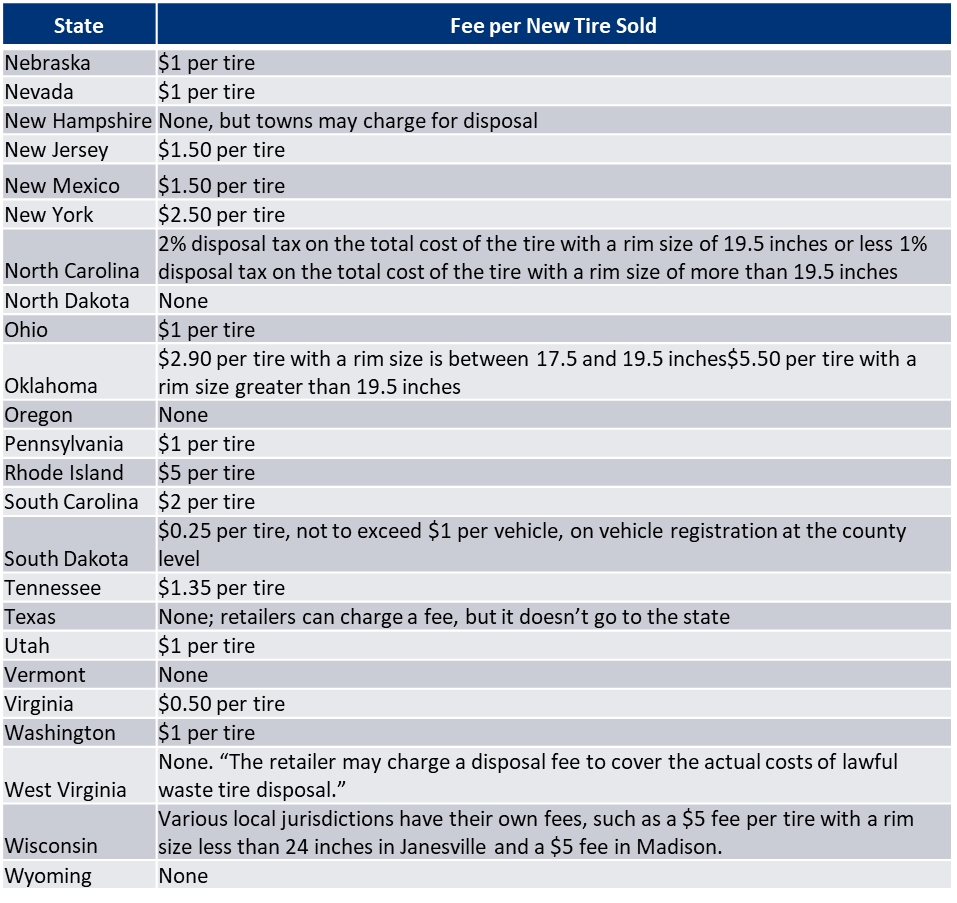 State Fee per New Tire Sold
Nebraska $1 per tire
Nevada $1 per tire
New Hampshire None, but towns may charge for disposal
New Jersey $1.50 per tire
New Mexico $1.50 per tire
New York $2.50 per tire
2% disposal tax on the total cost of the tire with a rim size of 19.5 inches or less 1%
North Carolina disposal tax on the total cost of the tire with a rim size of more than 19.5 inches
North Dakota None
Ohio $1 per tire
$2.90 per tire with a rim size is between 17.5 and 19.5 inches$5.50 per tire with a
Oklahoma rim size greater than 19.5 inches
Oregon None
Pennsylvania $1 per tire
Rhode Island $5 per tire
South Carolina $2 per tire
$0.25 per tire, not to exceed $1 per vehicle, on vehicle registration at the county
South Dakota level
Tennessee $1.35 per tire
Texas None; retailers can charge a fee, but it doesn’t go to the state
Utah $1 per tire
Vermont None
Virginia $0.50 per tire
Washington $1 per tire
None. “The retailer may charge a disposal fee to cover the actual costs of lawful
West Virginia waste tire disposal.”
Various local jurisdictions have their own fees, such as a $5 fee per tire with a rim
Wisconsin size less than 24 inches in Janesville and a $5 fee in Madison.
Wyoming None